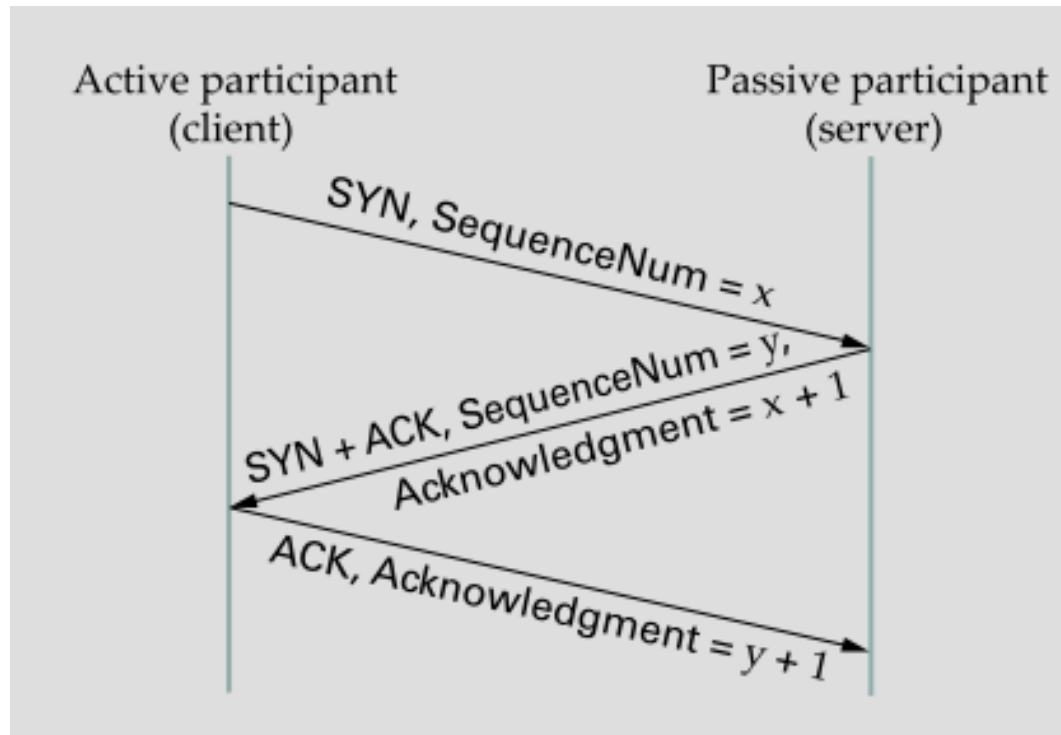 Active participant
(client)
Passive participant
(server)
SYN, SequenceNum = x
SYN + ACK, SequenceNum = y,
Acknowledgment = x + 1
ACK, Acknowledgment = y + 1